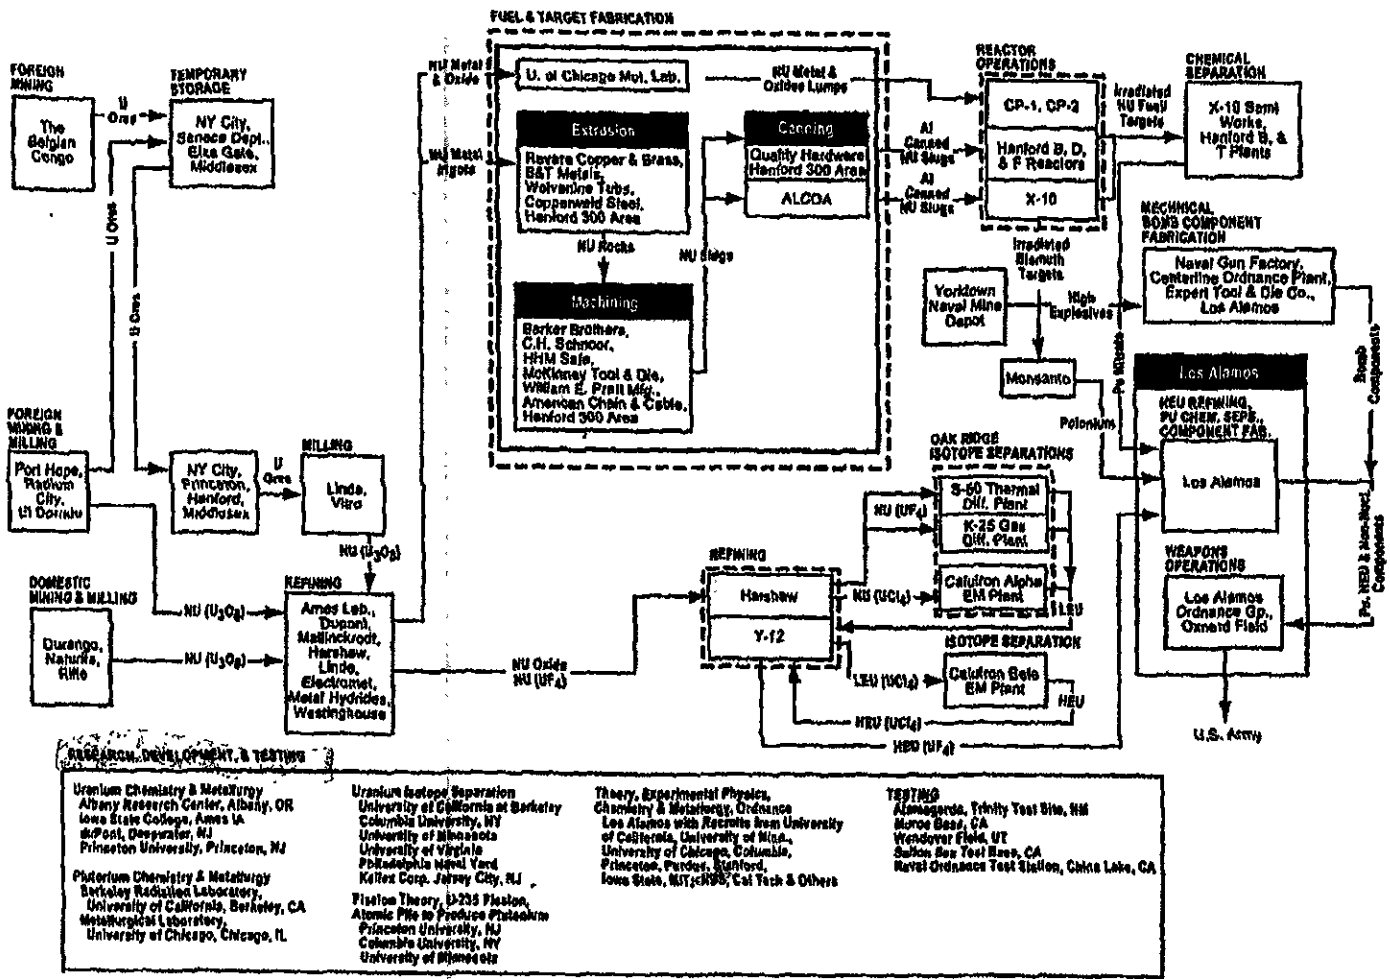 FUEL & TARGET FABRICATION
FOREIGN
MINING
The
Belgian
Congo
U
Ores
TEMPORARY
STORAGE
NY City,
Seneca Dept.,
Elza Gate,
Middlesex
U Ores
U Ores
NU Metal
& Oxide
NU Metal
Ingots
U. of Chicago Met. Lab.
NU Metal &
Oxides Lumps
Extrusion
Revere Copper & Brass,
B&T Metals,
Wolverine Tube,
Copperweld Steel,
Hanford 300 Area
Canning
Quality Hardware
Hanford 300 Area
ALCOA
NU Rocks
NU Slugs
Machining
Barker Brothers,
C.H. Schnoor,
HHM Safe,
McKinney Tool & Die,
William E. Pratt Mfg.,
American Chain & Cable,
Hanford 300 Area
Al
Canned
NU Slugs
Al
Canned
NU Slugs
REACTOR
OPERATIONS
CP-1, CP-2
Hanford B, D,
& F Reactors
X-10
Irradiated
NU Fuel/
Targets
CHEMICAL
SEPARATION
X-10 Semi
Works,
Hanford B, &
T Plants
Irradiated
Bismuth
Targets
MECHNICAL
BOMB COMPONENT
FABRICATION
Naval Gun Factory,
Centerline Ordnance Plant,
Expert Tool & Die Co.,
Los Alamos
Yorktown
Naval Mine
Depot
High
Explosives
Monsanto
Polonium
Pu Nitrate
Bomb
Components
Los Alamos
HEU REFINING,
PU CHEM. SEPS.,
COMPONENT FAB.
Los Alamos
Pu, HEU & Non-Nucl.
Components
WEAPONS
OPERATIONS
Los Alamos
Ordnance Gp.,
Oxnard Field
U.S. Army
FOREIGN
MINING &
MILLING
Port Hope,
Radium
City,
NY City,
Princeton,
Hanford,
Middlesex
U
Ores
MILLING
Linde,
Vitro
NU (U3O8)
DOMESTIC
MINING & MILLING
Durango,
Naturita,
Rifle
NU (U3O8)
NU (U3O8)
REFINING
Ames Lab.,
Dupont,
Mallinckrodt,
Harshaw,
Linde,
Electromet,
Metal Hydrides,
Westinghouse
NU Oxide
NU (UF4)
REFINING
Harshaw
Y-12
OAK RIDGE
ISOTOPE SEPARATIONS
S-50 Thermal
Diff. Plant
K-25 Gas
Diff. Plant
Calutron Alpha
EM Plant
NU (UF4)
NU (UCl4)
LEU
ISOTOPE SEPARATION
Calutron Beta
EM Plant
LEU (UCl4)
HEU
HEU (UCl4)
HEU (UF4)
RESEARCH, DEVELOPMENT, & TESTING
Uranium Chemistry & Metallurgy
Albany Research Center, Albany, OR
Iowa State College, Ames IA
duPont, Deepwater, NJ
Princeton University, Princeton, NJ
Plutonium Chemistry & Metallurgy
Berkeley Radiation Laboratory,
University of California, Berkeley, CA
Metallurgical Laboratory,
University of Chicago, Chicago, IL
Uranium Isotope Separation
University of California at Berkeley
Columbia University, NY
University of Minnesota
University of Virginia
Philadelphia Naval Yard
Kellex Corp. Jersey City, NJ
Fission Theory, U-235 Fission,
Atomic Pile to Produce Plutonium
Princeton University, NJ
Columbia University, NY
University of Minnesota
Theory, Experimental Physics,
Chemistry & Metallurgy, Ordnance
Los Alamos with Recruits from University
of California, University of Minn.,
University of Chicago, Columbia,
Princeton, Purdue, Stanford,
Iowa State, MIT, Cal Tech & Others
TESTING
Alamogordo, Trinity Test Site, NM
Muroc Base, CA
Wendover Field, UT
Salton Sea Test Base, CA
Naval Ordnance Test Station, China Lake, CA